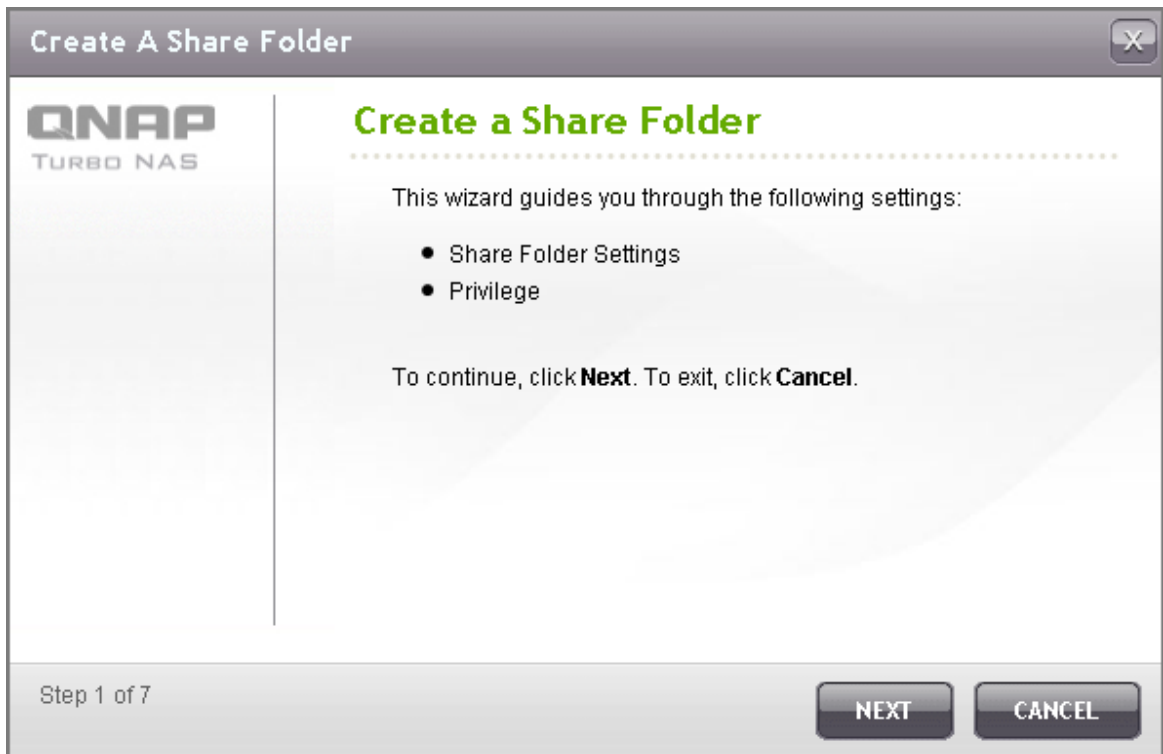 Create A Share Folder
X
QNAP
TURBO NAS
Create a Share Folder
This wizard guides you through the following settings:
Share Folder Settings
Privilege
To continue, click Next. To exit, click Cancel.
Step 1 of 7
NEXT
CANCEL